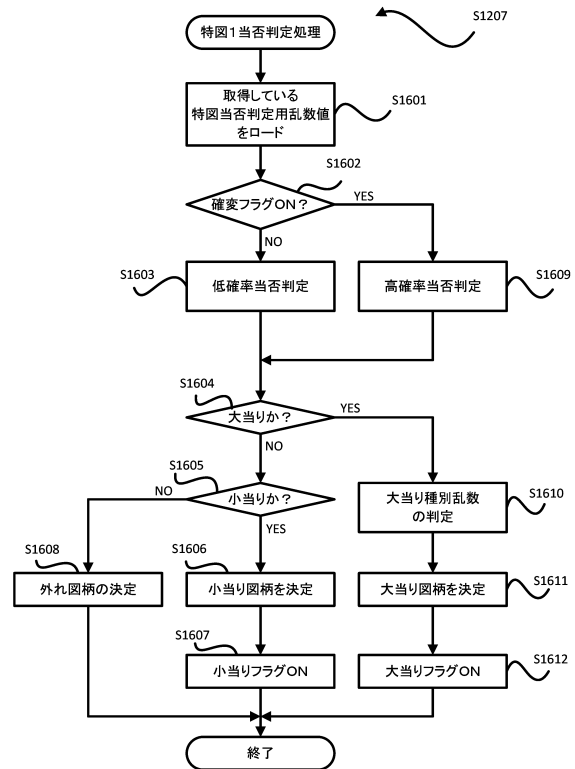 特図1当否判定処理
S1207
取得している
特図当否判定用乱数値
をロード
S1601
S1602
確変フラグON?
YES
NO
S1603
低確率当否判定
高確率当否判定
S1609
S1604
大当りか?
YES
NO
S1605
NO
小当りか?
YES
大当り種別乱数
の判定
S1610
S1608
外れ図柄の決定
S1606
小当り図柄を決定
大当り図柄を決定
S1611
S1607
小当りフラグON
大当りフラグON
S1612
終了